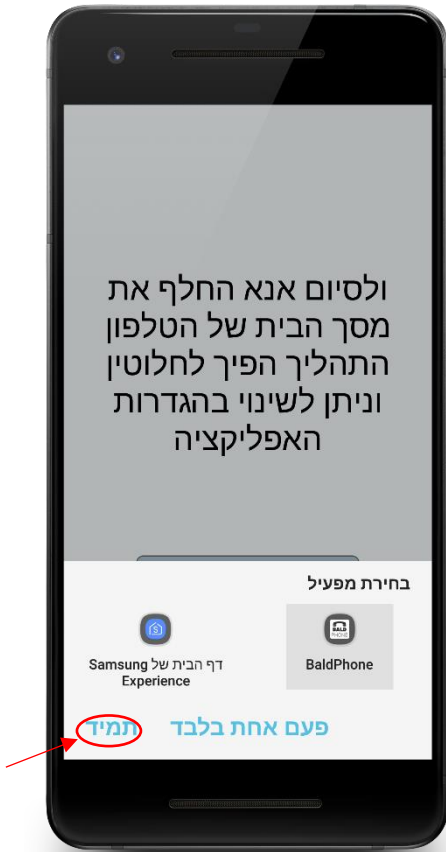 ולסיום אנא החלף את
מסך הבית של הטלפון
התהליך הפיך לחלוטין
וניתן לשינוי בהגדרות
האפליקציה
בחירת מפעיל
BALD
PHONE
BaldPhone
דף הבית של Samsung
Experience
פעם אחת בלבד
תמיד